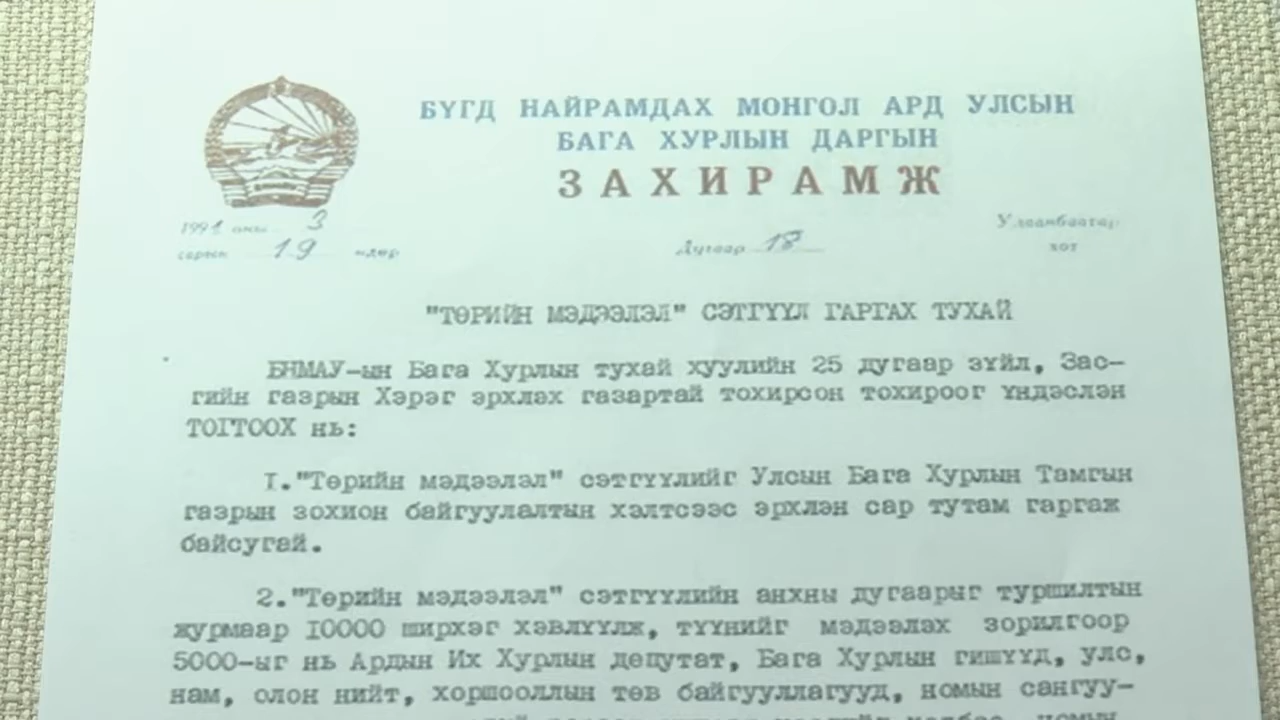 БҮГД НАЙРАМДАХ МОНГОЛ АРД УЛСЫН
БАГА ХУРЛЫН ДАРГЫН
ЗАХИРАМЖ
1991 оны 3
сарын 19 өдөр
Дугаар 18
Улаанбаатар
хот
"ТӨРИЙН МЭДЭЭЛЭЛ" СЭТГҮҮЛ ГАРГАХ ТУХАЙ
БНМАУ-ын Бага Хурлын тухай хуулийн 25 дугаар зүйл, Зас-
гийн газрын Хэрэг эрхлэх газартай тохирсон тохироог үндэслэн
ТОГТООХ нь:
I."Төрийн мэдээлэл" сэтгүүлийг Улсын Бага Хурлын Тамгын
газрын зохион байгуулалтын хэлтсээс эрхлэн сар тутам гаргаж
байсугай.
2."Төрийн мэдээлэл" сэтгүүлийн анхны дугаарыг туршилтын
журмаар I0000 ширхэг хэвлүүлж, түүнийг мэдээлэх зорилгоор
5000-ыг нь Ардын Их Хурлын депутат, Бага Хурлын гишүүд, улс,
нам, олон нийт, хоршооллын төв байгууллагууд, номын сангуу-